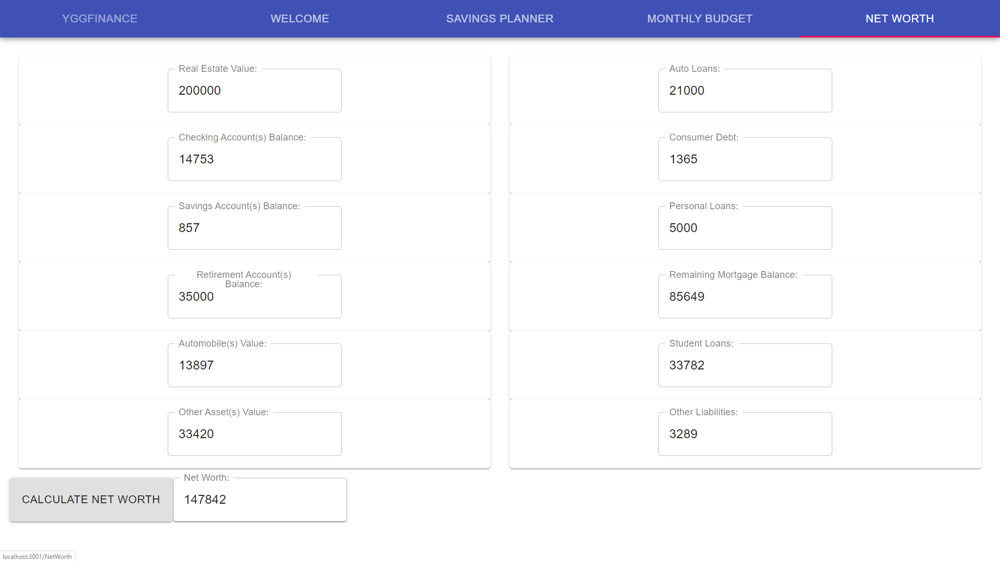 YGGFINANCE WELCOME SAVINGS PLANNER MONTHLY BUDGET NET WORTH
Real Estate Value:
200000
Checking Account(s) Balance:
14753
Savings Account(s) Balance:
857
Retirement Account(s)
Balance:
35000
Automobile(s) Value:
13897
Other Asset(s) Value:
33420
Auto Loans:
21000
Consumer Debt:
1365
Personal Loans:
5000
Remaining Mortgage Balance:
85649
Student Loans:
33782
Other Liabilities:
3289
CALCULATE NET WORTH
Net Worth:
147842
localhost:3001/NetWorth